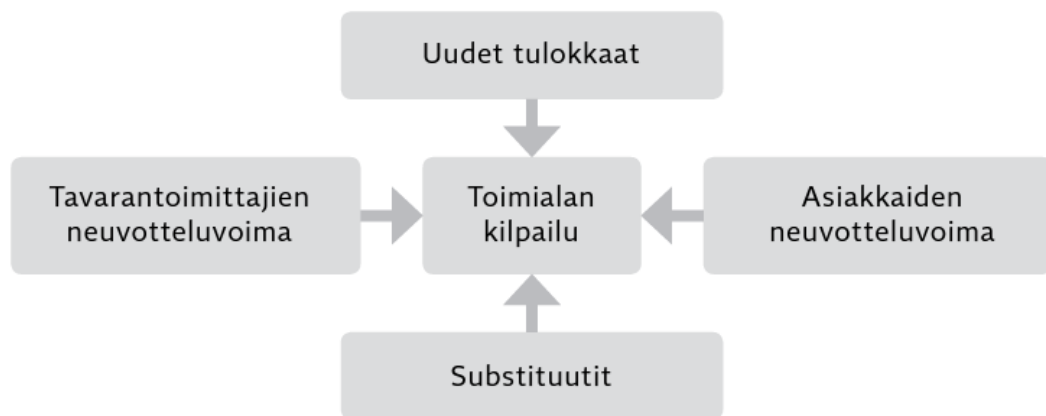 Uudet tulokkaat
Tavarantoimittajien
neuvotteluvoima
Toimialan
kilpailu
Asiakkaiden
neuvotteluvoima
Substituutit